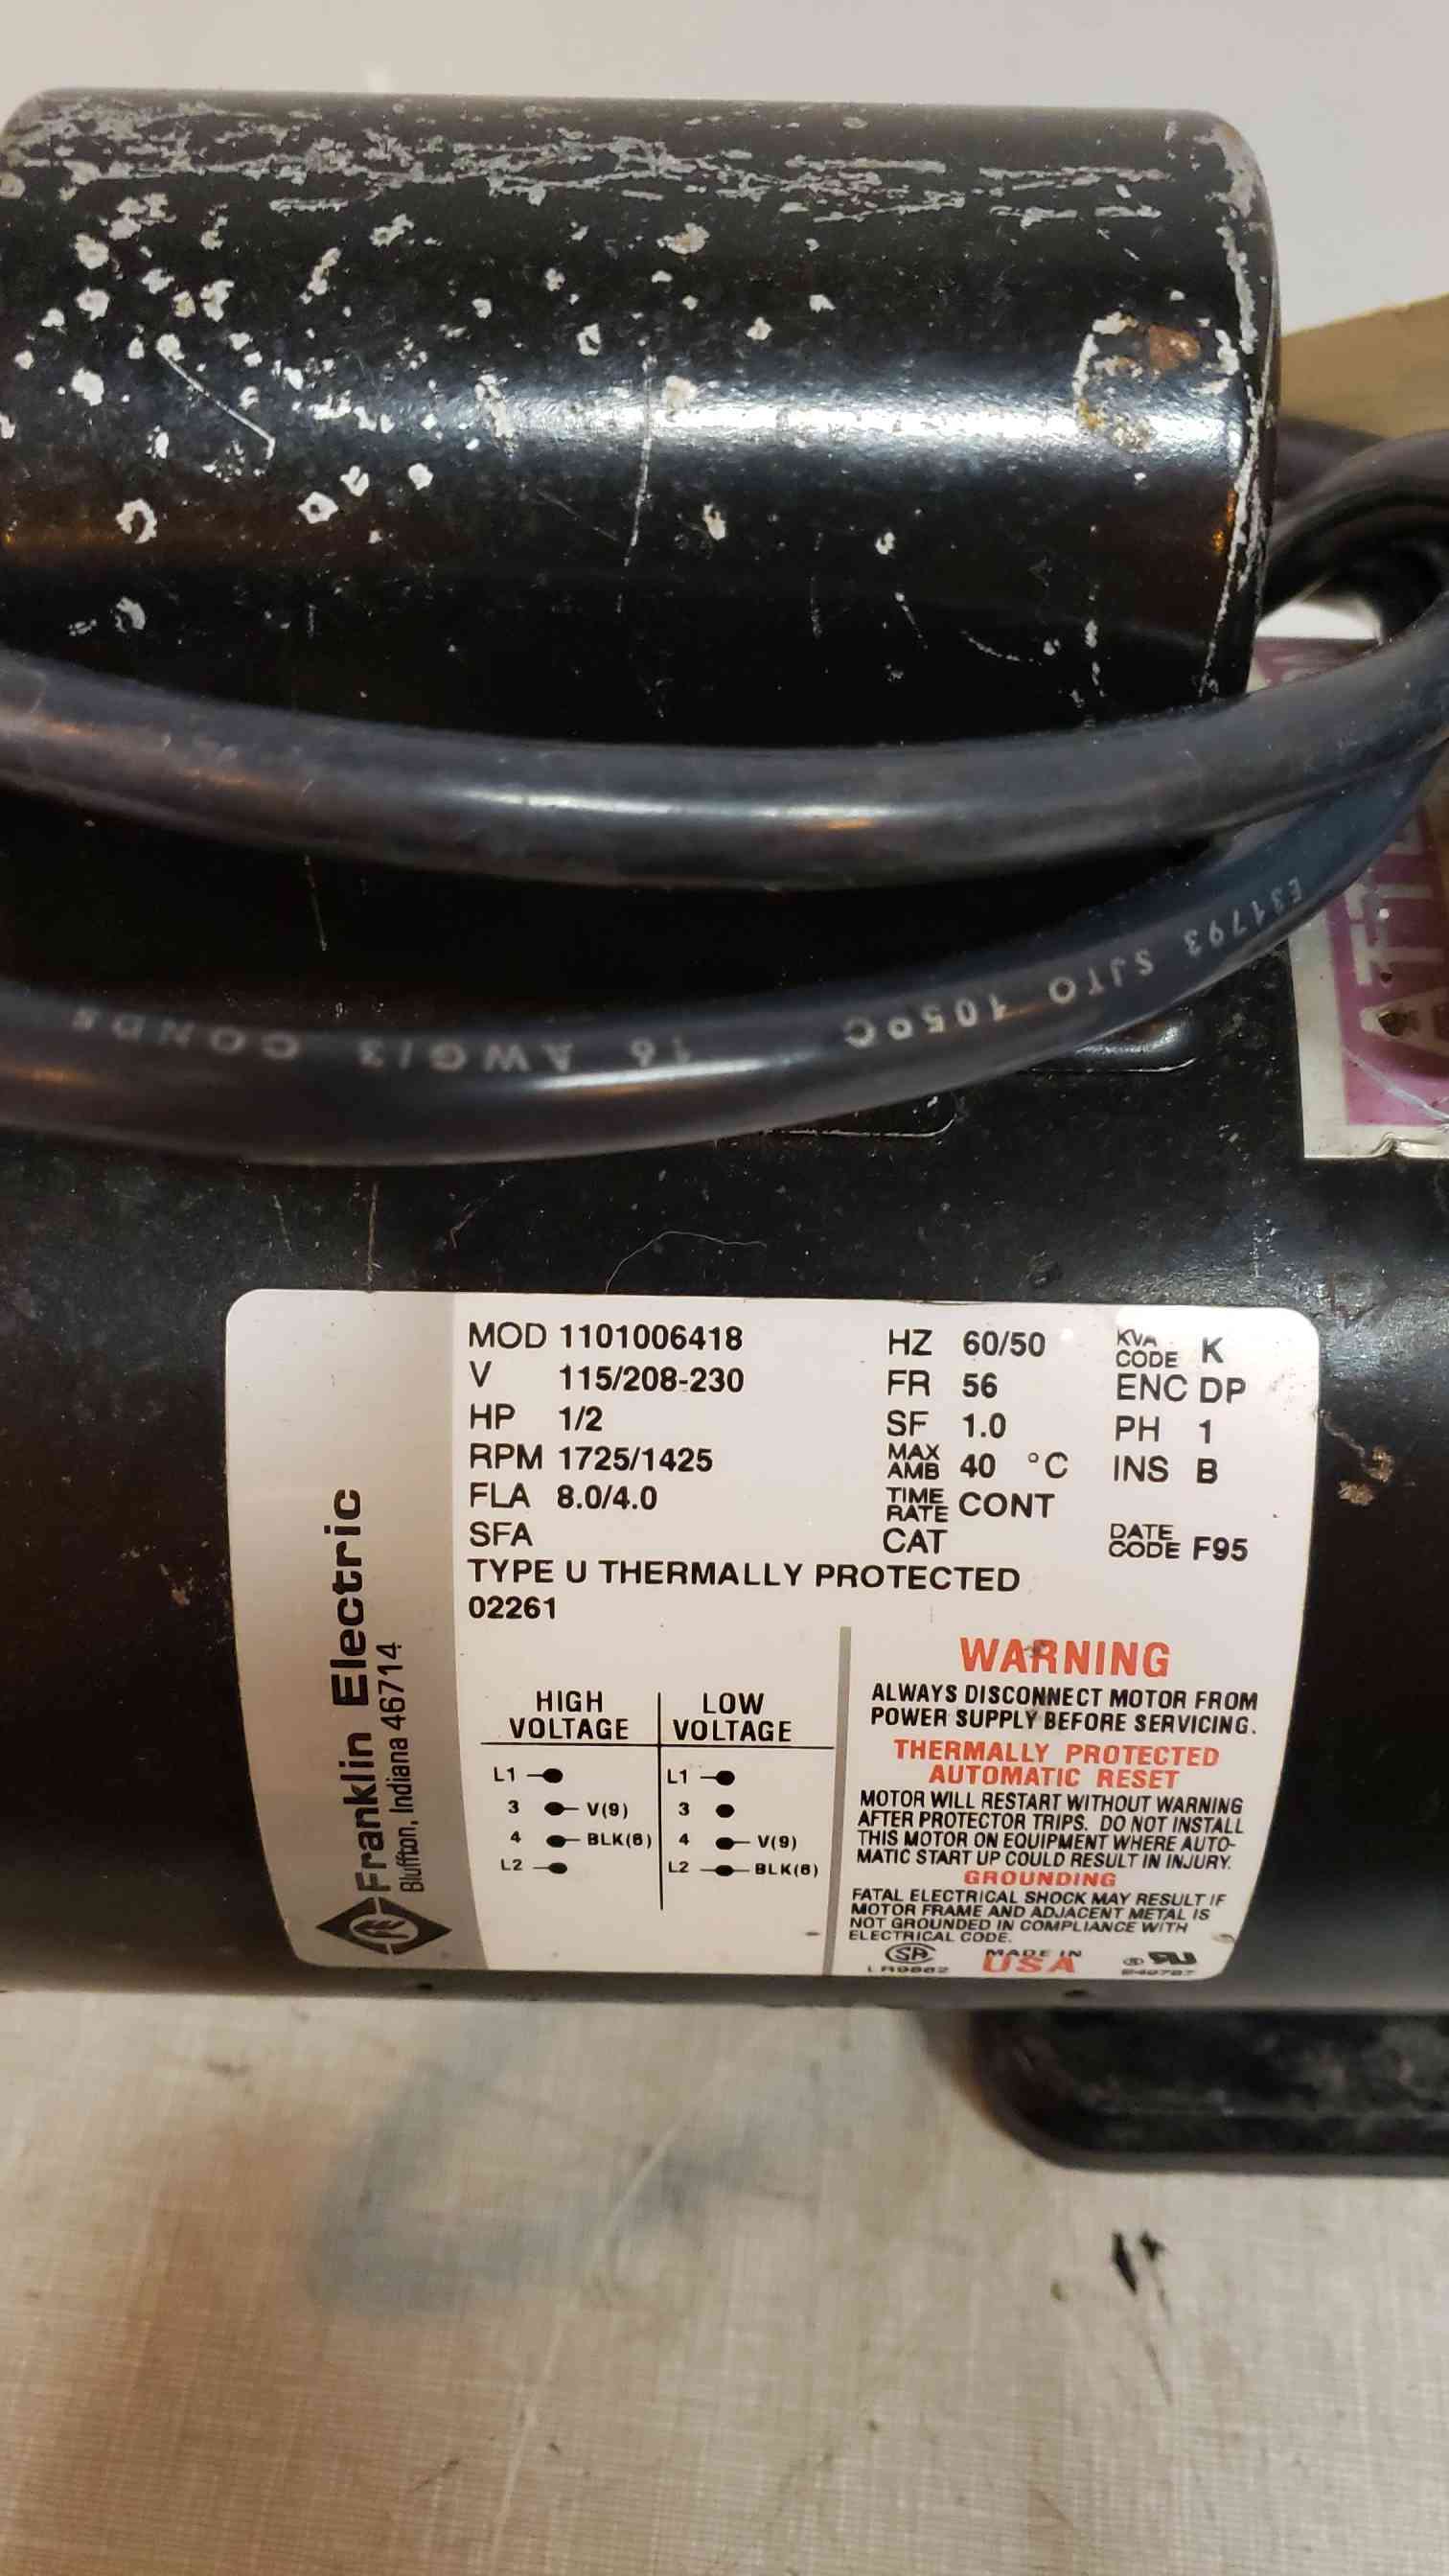 E31793 SJTO 105ºC 16 AWG/3 CONDS
MOD 1101006418
V 115/208-230
HP 1/2
RPM 1725/1425
FLA 8.0/4.0
SFA
HZ 60/50
FR 56
SF 1.0
MAX AMB 40 °C
TIME RATE CONT
CAT
KVA CODE K
ENC DP
PH 1
INS B
DATE CODE F95
TYPE U THERMALLY PROTECTED
02261
Franklin Electric
Bluffton, Indiana 46714
HIGH VOLTAGE
L1
3 V(9)
4 BLK(6)
L2
LOW VOLTAGE
L1
3
4 V(9)
L2 BLK(6)
WARNING
ALWAYS DISCONNECT MOTOR FROM
POWER SUPPLY BEFORE SERVICING.
THERMALLY PROTECTED
AUTOMATIC RESET
MOTOR WILL RESTART WITHOUT WARNING
AFTER PROTECTOR TRIPS. DO NOT INSTALL
THIS MOTOR ON EQUIPMENT WHERE AUTO-
MATIC START UP COULD RESULT IN INJURY.
GROUNDING
FATAL ELECTRICAL SHOCK MAY RESULT IF
MOTOR FRAME AND ADJACENT METAL IS
NOT GROUNDED IN COMPLIANCE WITH
ELECTRICAL CODE.
MADE IN
USA